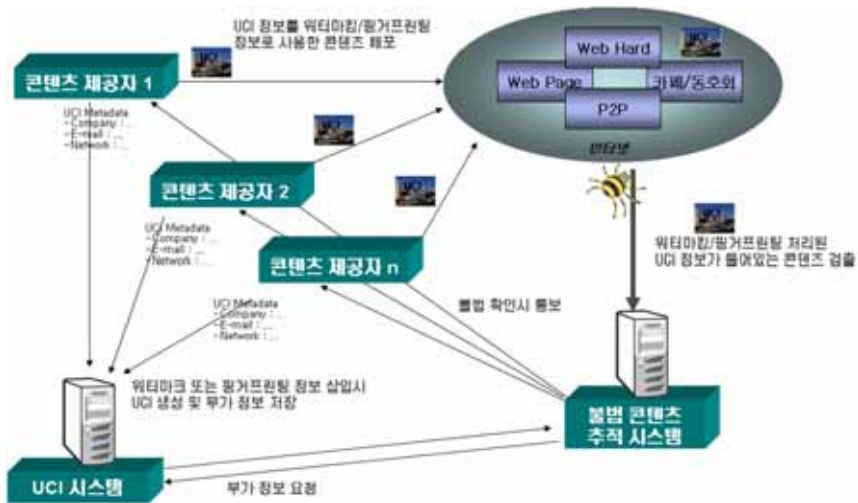 UCI 정보를 워터마킹/핑거프린팅
정보로 사용한 콘텐츠 배포
UCI
Web Hard
UCI
콘텐츠 제공자 1
Web Page
카페/동호회
P2P
인터넷
UCI Metadata
-Company : ...
-E-mail : ...
-Network : ...
UCI
콘텐츠 제공자 2
UCI
UCI
워터마킹/핑거프린팅 처리된
UCI 정보가 들어있는 콘텐츠 검출
UCI Metadata
-Company : ...
-E-mail : ...
-Network : ...
콘텐츠 제공자 n
불법 확인시 통보
UCI Metadata
-Company : ...
-E-mail : ...
-Network : ...
워터마크 또는 핑거프린팅 정보 삽입시
UCI 생성 및 부가 정보 저장
불법 콘텐츠
추적 시스템
UCI 시스템
부가 정보 요청